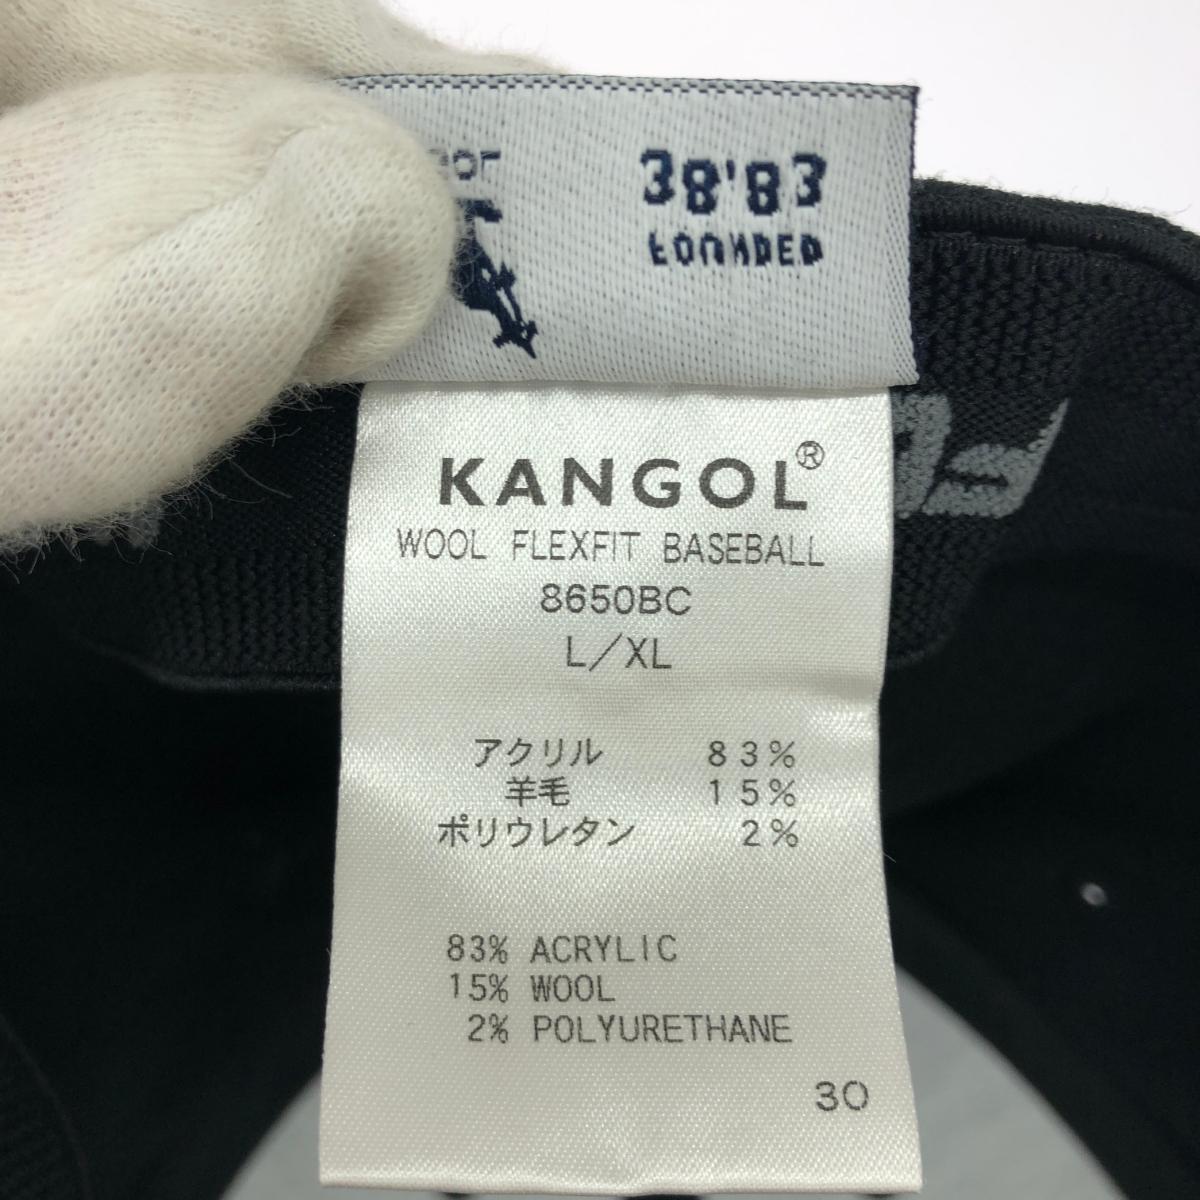 38'83
FOUNDED
KANGOL®
WOOL FLEXFIT BASEBALL
8650BC
L/XL
アクリル 83%
羊毛 15%
ポリウレタン 2%
83% ACRYLIC
15% WOOL
2% POLYURETHANE
30